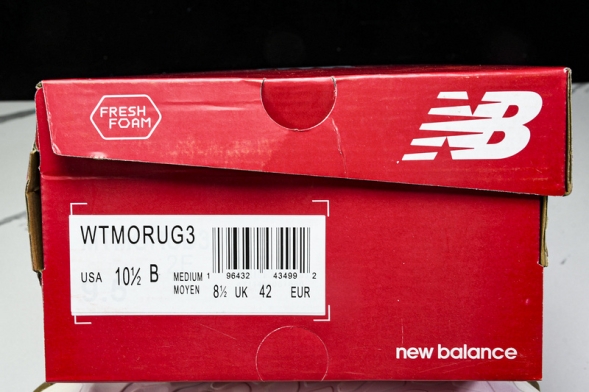 FRESH
FOAM
NB
WTMORUG3
USA 10½ B MEDIUM
MOYEN 8½ UK 42 EUR
1 96432 43499 2
new balance